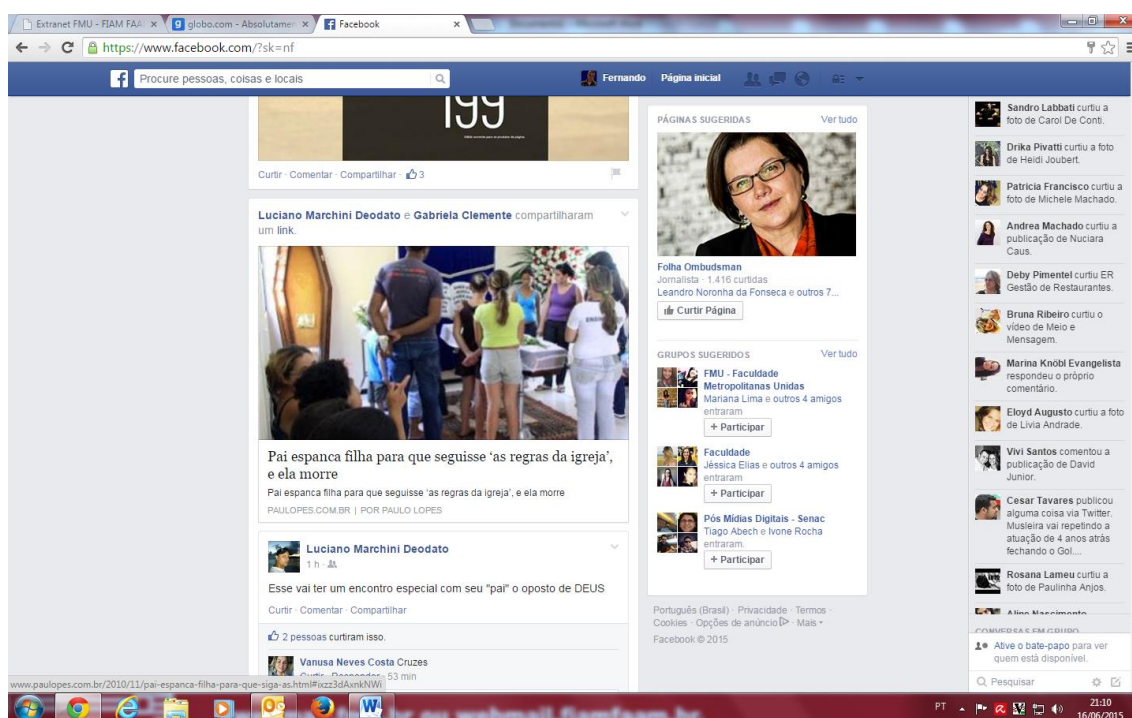 Extranet FMU - FIAM FAA
globo.com - Absolutamen
Facebook
https://www.facebook.com/?sk=nf
Procure pessoas, coisas e locais
Fernando
Página inicial
199
Curtir · Comentar · Compartilhar · 3
Luciano Marchini Deodato e Gabriela Clemente compartilharam
um link.
Pai espanca filha para que seguisse ‘as regras da igreja’,
e ela morre
Pai espanca filha para que seguisse ‘as regras da igreja’, e ela morre
PAULOPES.COM.BR | POR PAULO LOPES
Luciano Marchini Deodato
1 h ·
Esse vai ter um encontro especial com seu "pai" o oposto de DEUS
Curtir · Comentar · Compartilhar
2 pessoas curtiram isso.
Vanusa Neves Costa Cruzes
Curtir · Responder · 53 min
www.paulopes.com.br/2010/11/pai-espanca-filha-para-que-siga-as.html#ixzz3dAxnkNWi
PÁGINAS SUGERIDAS
Ver tudo
Folha Ombudsman
Jornalista · 1.416 curtidas
Leandro Noronha da Fonseca e outros 7...
Curtir Página
GRUPOS SUGERIDOS
Ver tudo
FMU - Faculdade
Metropolitanas Unidas
Mariana Lima e outros 4 amigos
entraram
+ Participar
Faculdade
Jéssica Elias e outros 4 amigos
entraram
+ Participar
Pós Mídias Digitais - Senac
Tiago Abech e Ivone Rocha
entraram.
+ Participar
Português (Brasil) · Privacidade · Termos ·
Cookies · Opções de anúncio · Mais
Facebook © 2015
Sandro Labbati curtiu a
foto de Carol De Conti.
Drika Pivatti curtiu a foto
de Heidi Joubert.
Patricia Francisco curtiu a
foto de Michele Machado.
Andrea Machado curtiu a
publicação de Nuciara
Caus.
Deby Pimentel curtiu ER
Gestão de Restaurantes.
Bruna Ribeiro curtiu o
vídeo de Meio e
Mensagem.
Marina Knöbl Evangelista
respondeu o próprio
comentário.
Eloyd Augusto curtiu a foto
de Livia Andrade.
Vivi Santos comentou a
publicação de David
Junior.
Cesar Tavares publicou
alguma coisa via Twitter.
Musleira vai repetindo a
atuação de 4 anos atrás
fechando o Gol....
Rosana Lameu curtiu a
foto de Paulinha Anjos.
Aline Nascimento
CONVERSAS EM GRUPO
Ative o bate-papo para ver
quem está disponível.
Pesquisar
PT
21:10
16/06/2015